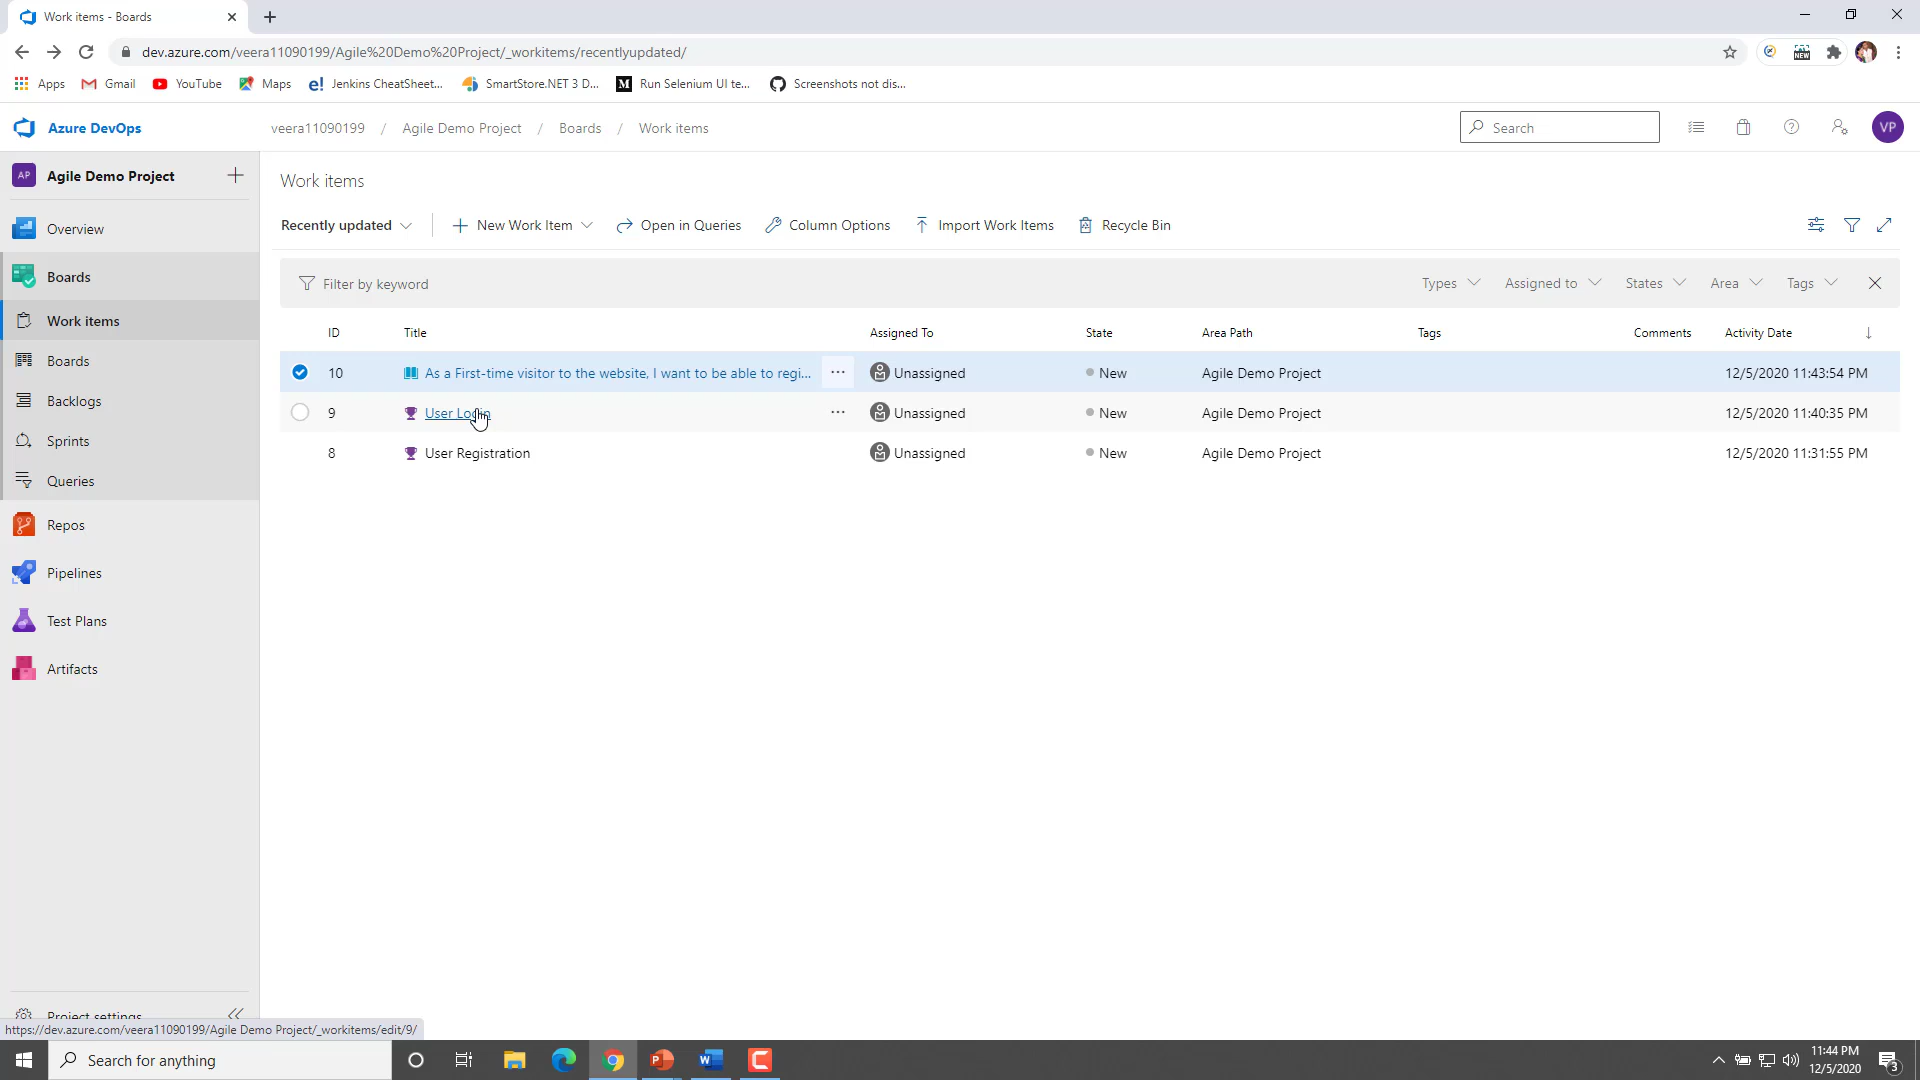 Work items - Boards
dev.azure.com/veera11090199/Agile%20Demo%20Project/_workitems/recentlyupdated/
Apps Gmail YouTube Maps Jenkins CheatSheet... SmartStore.NET 3 D... Run Selenium UI te... Screenshots not dis...
Azure DevOps veera11090199 / Agile Demo Project / Boards / Work items Search VP
AP Agile Demo Project
Overview
Boards
Work items
Boards
Backlogs
Sprints
Queries
Repos
Pipelines
Test Plans
Artifacts
Project settings
Work items
Recently updated New Work Item Open in Queries Column Options Import Work Items Recycle Bin
Filter by keyword Types Assigned to States Area Tags
ID Title Assigned To State Area Path Tags Comments Activity Date
10 As a First-time visitor to the website, I want to be able to regi... Unassigned New Agile Demo Project 12/5/2020 11:43:54 PM
9 User Login Unassigned New Agile Demo Project 12/5/2020 11:40:35 PM
8 User Registration Unassigned New Agile Demo Project 12/5/2020 11:31:55 PM
https://dev.azure.com/veera11090199/Agile Demo Project/_workitems/edit/9/
Search for anything
11:44 PM
12/5/2020
3